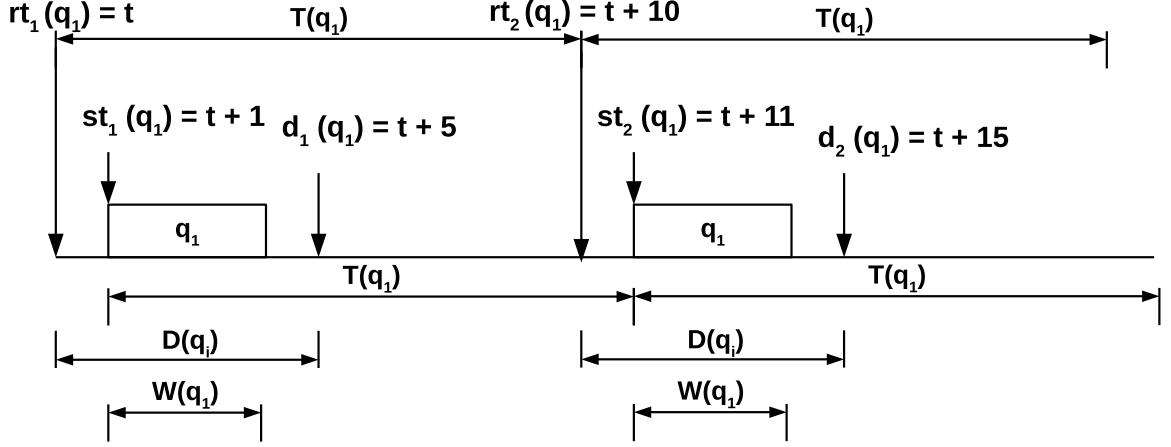 rt₁ (q₁) = t
T(q₁)
rt₂ (q₁) = t + 10
T(q₁)
st₁ (q₁) = t + 1
d₁ (q₁) = t + 5
st₂ (q₁) = t + 11
d₂ (q₁) = t + 15
q₁
q₁
T(q₁)
T(q₁)
D(qᵢ)
D(qᵢ)
W(q₁)
W(q₁)